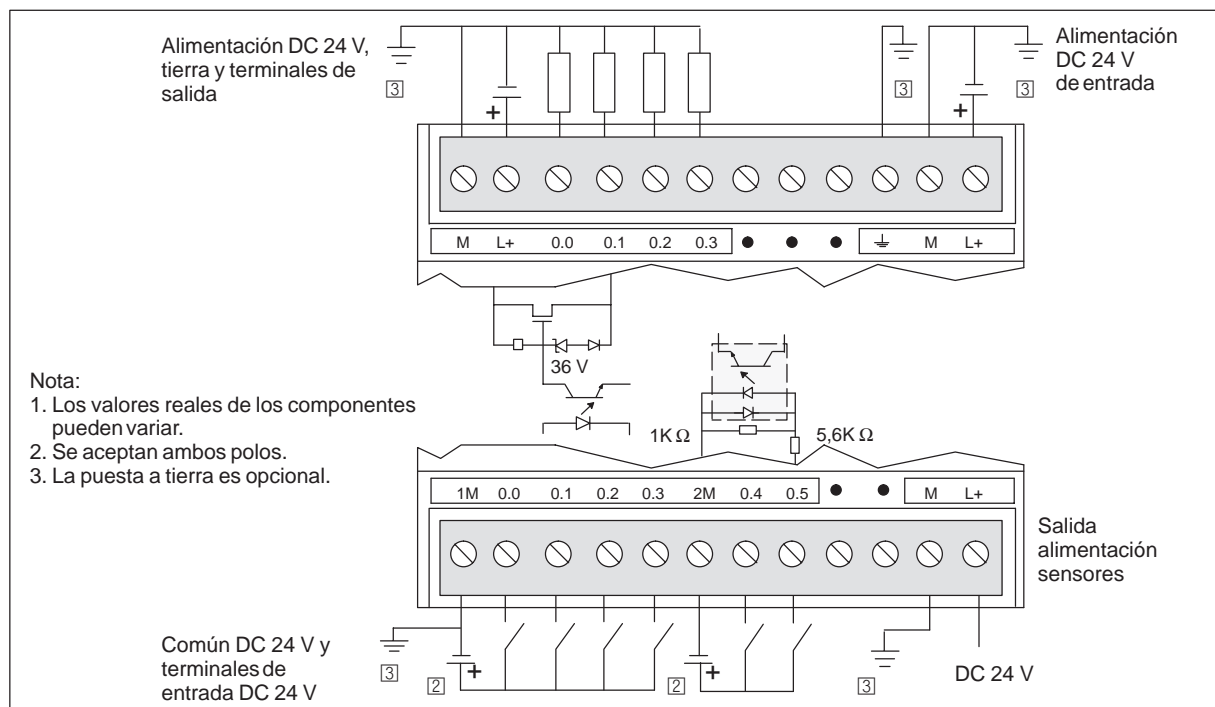 Alimentación DC 24 V,
tierra y terminales de
salida
3
+
3
+
3
Alimentación
DC 24 V
de entrada
M L+ 0.0 0.1 0.2 0.3 M L+
36 V
1K Ω
5,6K Ω
Nota:
1. Los valores reales de los componentes
pueden variar.
2. Se aceptan ambos polos.
3. La puesta a tierra es opcional.
1M 0.0 0.1 0.2 0.3 2M 0.4 0.5 M L+
Salida
alimentación
sensores
Común DC 24 V y
terminales de
entrada DC 24 V
3
2
+
2
+
3
DC 24 V